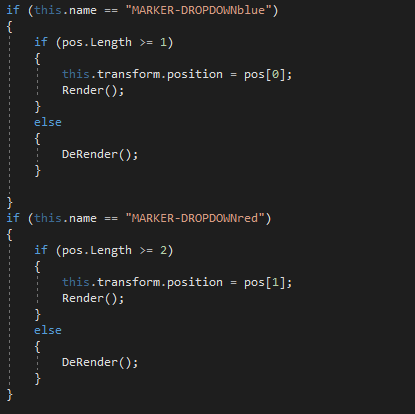 if (this.name == "MARKER-DROPDOWNblue")
{
if (pos.Length >= 1)
{
this.transform.position = pos[0];
Render();
}
else
{
DeRender();
}
}
if (this.name == "MARKER-DROPDOWNred")
{
if (pos.Length >= 2)
{
this.transform.position = pos[1];
Render();
}
else
{
DeRender();
}
}